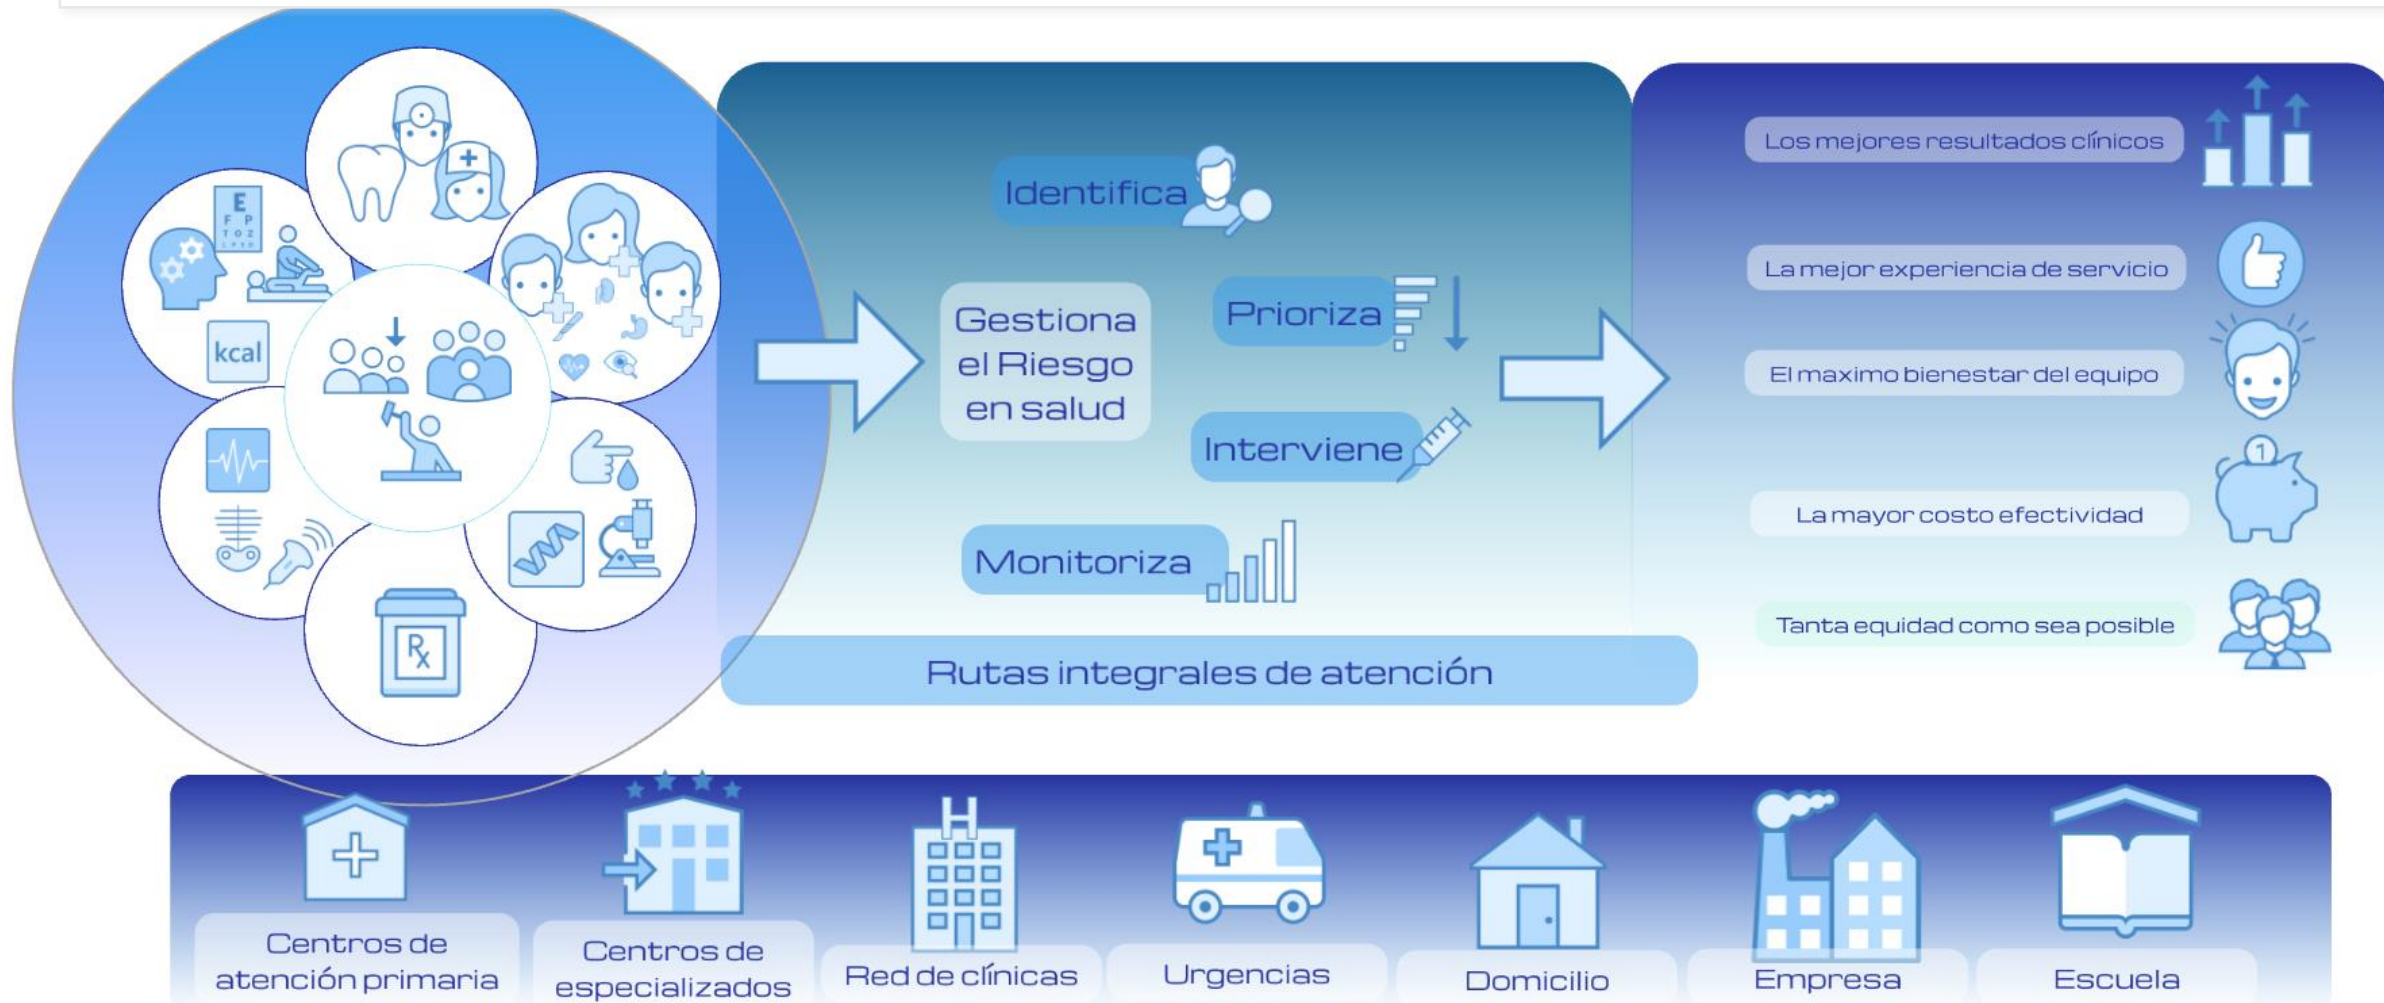 E
F P
T O Z
kcal
Rx
Identifica
Gestiona
el Riesgo
en salud
Prioriza
Interviene
Monitoriza
Rutas integrales de atención
Los mejores resultados clínicos
La mejor experiencia de servicio
El maximo bienestar del equipo
1
La mayor costo efectividad
Tanta equidad como sea posible
H
Centros de
atención primaria
Centros de
especializados
Red de clínicas
Urgencias
Domicilio
Empresa
Escuela